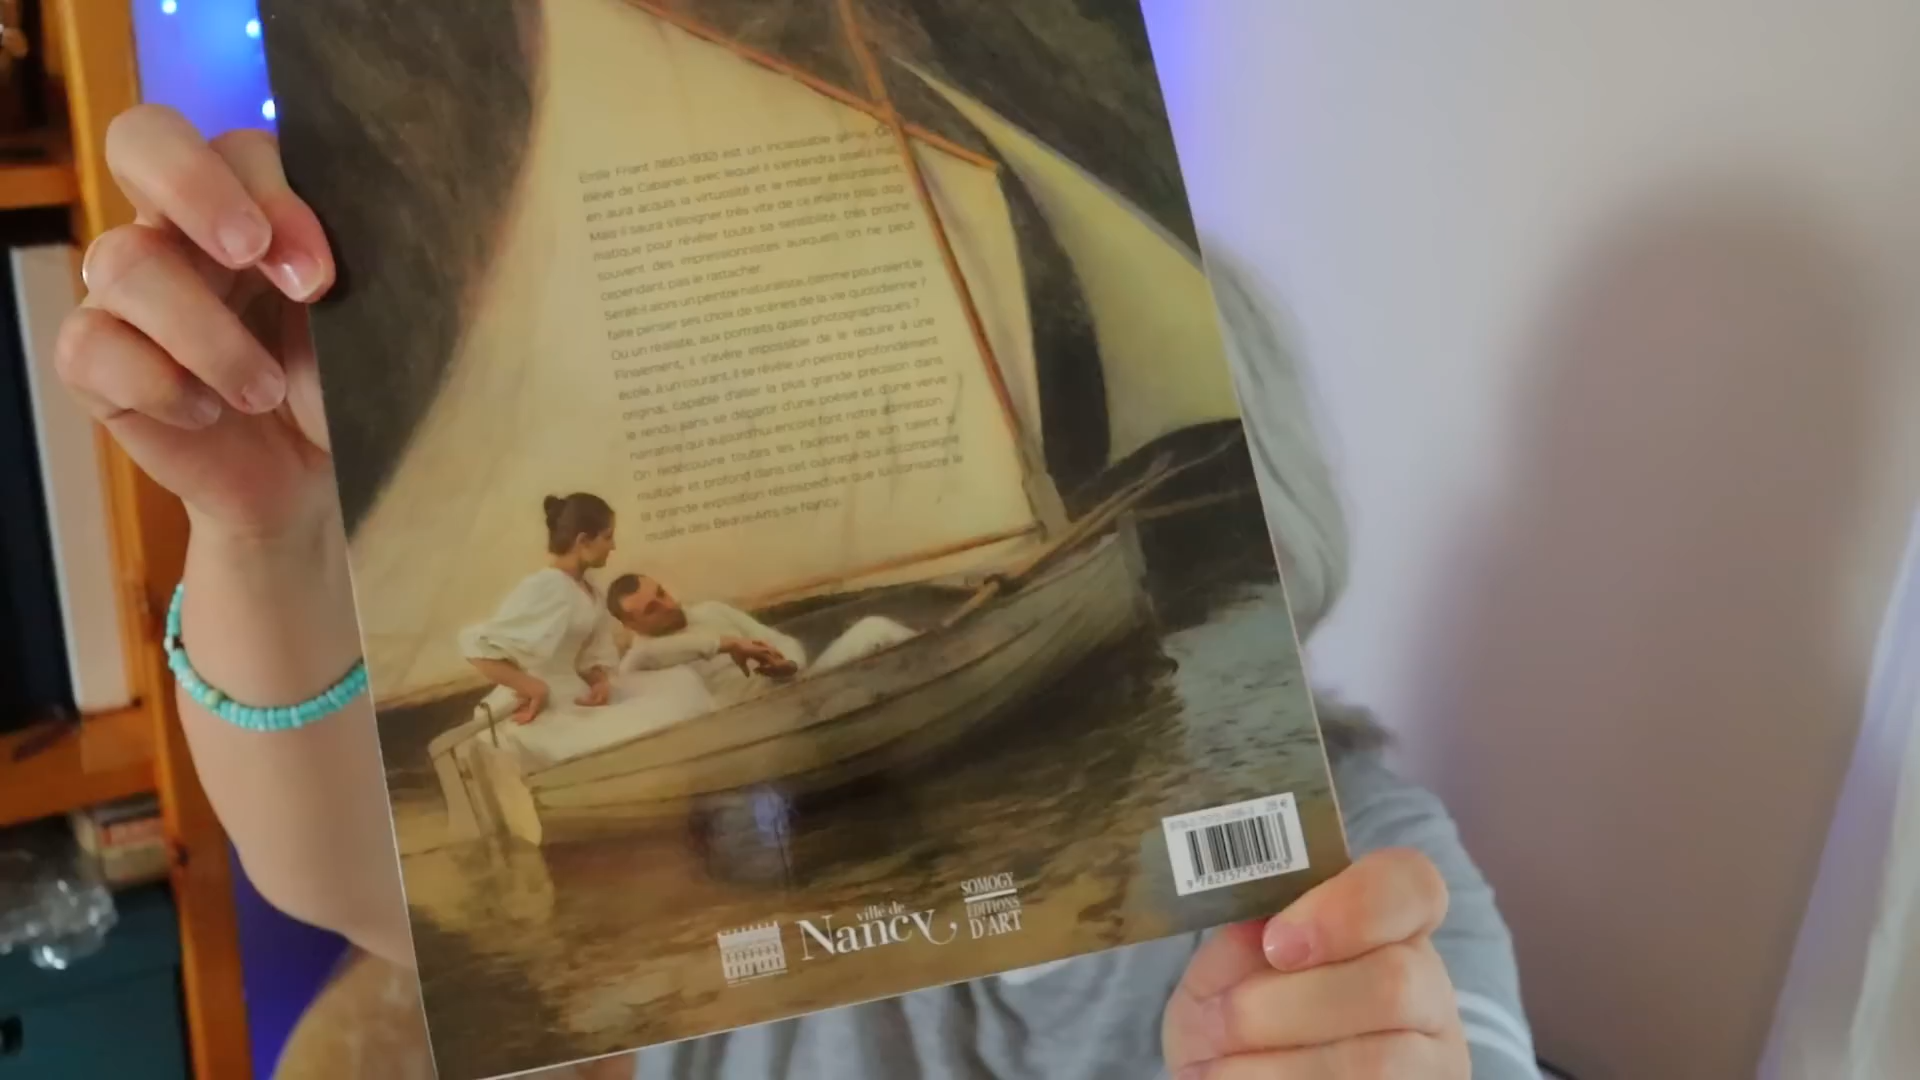 Émile Friant (1863-1932) est un inclassable génie. On
élève de Cabanel, avec lequel il s'entendra assez mal
en aura acquis la virtuosité et le métier étourdissant.
Mais il saura s'éloigner très vite de ce maître trop dog-
matique pour révéler toute sa sensibilité, très proche
souvent des impressionnistes auxquels on ne peut
cependant pas le rattacher.
Serait-il alors un peintre naturaliste, comme pourraient le
faire penser ses choix de scènes de la vie quotidienne ?
Ou un réaliste, aux portraits quasi photographiques ?
Finalement, il s'avère impossible de le réduire à une
école, à un courant, il se révèle un peintre profondément
original, capable d'allier la plus grande précision dans
le rendu sans se départir d'une poésie et d'une verve
narrative qui aujourd'hui encore font notre admiration.
On redécouvre toutes les facettes de son talent si
multiple et profond dans cet ouvrage qui accompagne
la grande exposition rétrospective que lui consacre le
musée des Beaux-Arts de Nancy.
28 €
9 782757 210963
ville de
Nancy,
SOMOGY
ÉDITIONS
D'ART